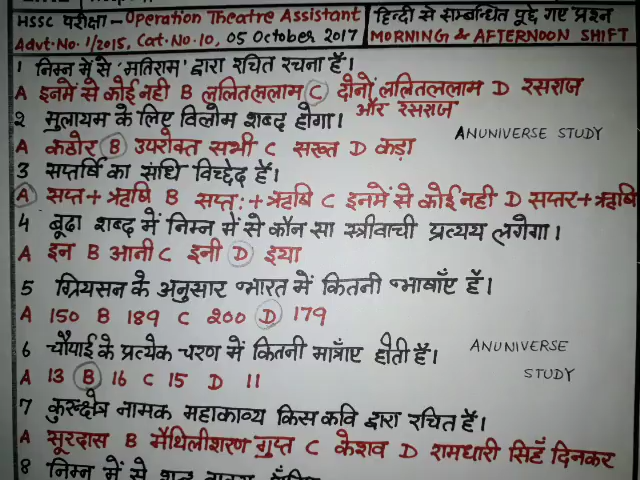 HSSC परीक्षा - Operation Theatre Assistant
Advt. No. 1/2015, Cat. No. 10, 05 October 2017
हिन्दी से सम्बन्धित पूछे गए प्रश्न
MORNING & AFTERNOON SHIFT
1 निम्न में से 'मतिराम' द्वारा रचित रचना है।
A इनमें से कोई नही B ललितललाम C दोनों ललितललाम और रसराज D रसराज
2 मुलायम के लिए विलोम शब्द होगा।
ANUNIVERSE STUDY
A कठोर B उपरोक्त सभी C सख्त D कड़ा
3 सप्तर्षि का संधि विच्छेद है।
A सप्त + ऋषि B सप्त: + ऋषि C इनमें से कोई नही D सप्तर + ऋषि
4 बूढा शब्द में निम्न में से कौन सा स्त्रीवाची प्रत्यय लगेगा।
A इन B आनी C इनी D इया
5 ग्रियसन के अनुसार भारत में कितनी भाषाएँ है।
A 150 B 189 C 200 D 179
6 चौपाई के प्रत्येक चरण में कितनी मात्राँए होती है।
ANUNIVERSE STUDY
A 13 B 16 C 15 D 11
7 कुरुक्षेत्र नामक महाकाव्य किस कवि द्वारा रचित है।
A सूरदास B मैथिलीशरण गुप्त C केशव D रामधारी सिहँ दिनकर
8 निम्न में से शब्द